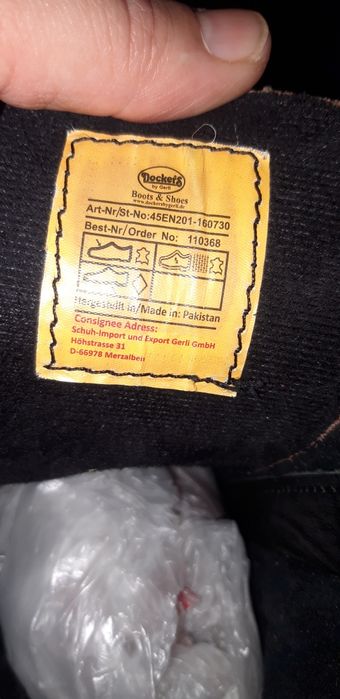 Dockers
by Gerli
Boots & Shoes
www.dockersbygerli.de
Art-Nr/St-No:45EN201-160730
Best-Nr/Order No: 110368
Hergestellt in/Made in: Pakistan
Consignee Adress:
Schuh-Import und Export Gerli GmbH
Höhstrasse 31
D-66978 Merzalben